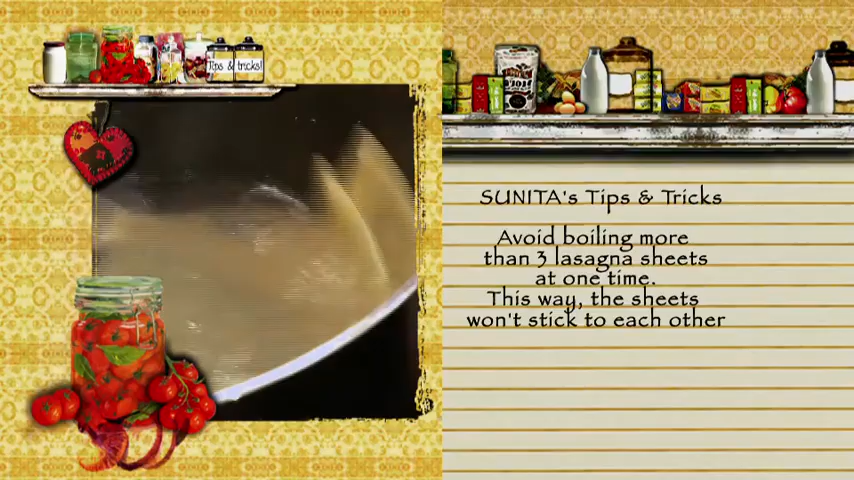 Tips & tricks!
SUNITA's Tips & Tricks
Avoid boiling more
than 3 lasagna sheets
at one time.
This way, the sheets
won't stick to each other